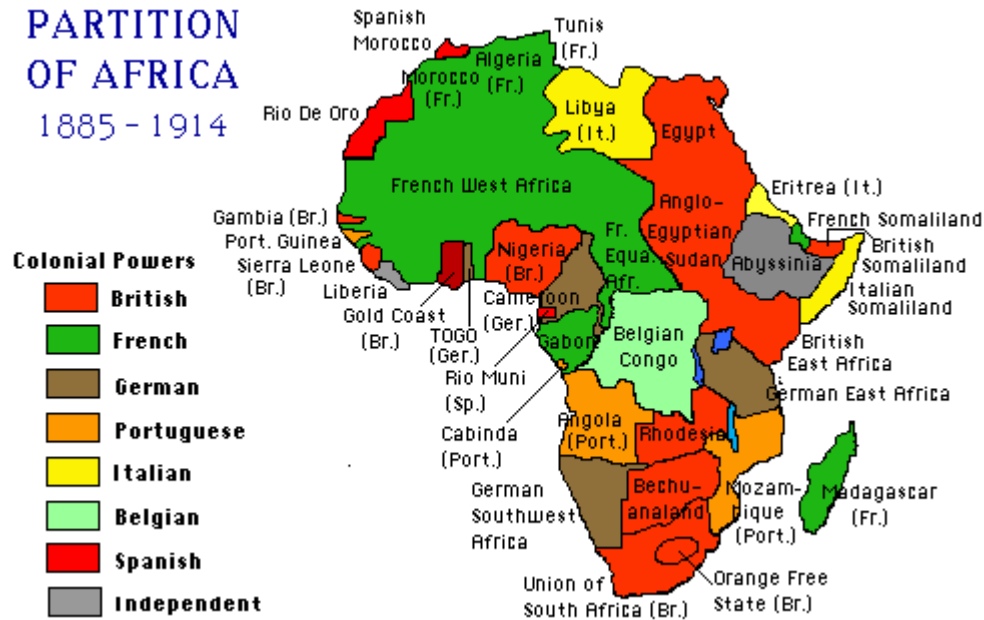 PARTITION
OF AFRICA
1885 - 1914
Spanish
Morocco
Tunis
(Fr.)
Algeria
(Fr.)
Morocco
(Fr.)
Rio De Oro
Libya
(It.)
Egypt
French West Africa
Eritrea (It.)
Anglo-
Egyptian
Sudan
French Somaliland
British
Somaliland
Abyssinia
Italian
Somaliland
Gambia (Br.)
Port. Guinea
Sierra Leone
(Br.)
Liberia
Gold Coast
(Br.)
TOGO
(Ger.)
Nigeria
(Br.)
Fr.
Equa.
Afr.
Cameroon
(Ger.)
Rio Muni
(Sp.)
Gabon
Cabinda
(Port.)
Belgian
Congo
British
East Africa
German East Africa
Angola
(Port.)
Rhodesia
German
Southwest
Africa
Bechu-
analand
Mozam-
bique
(Port.)
Madagascar
(Fr.)
Union of
South Africa (Br.)
Orange Free
State (Br.)
Colonial Powers
British
French
German
Portuguese
Italian
Belgian
Spanish
Independent